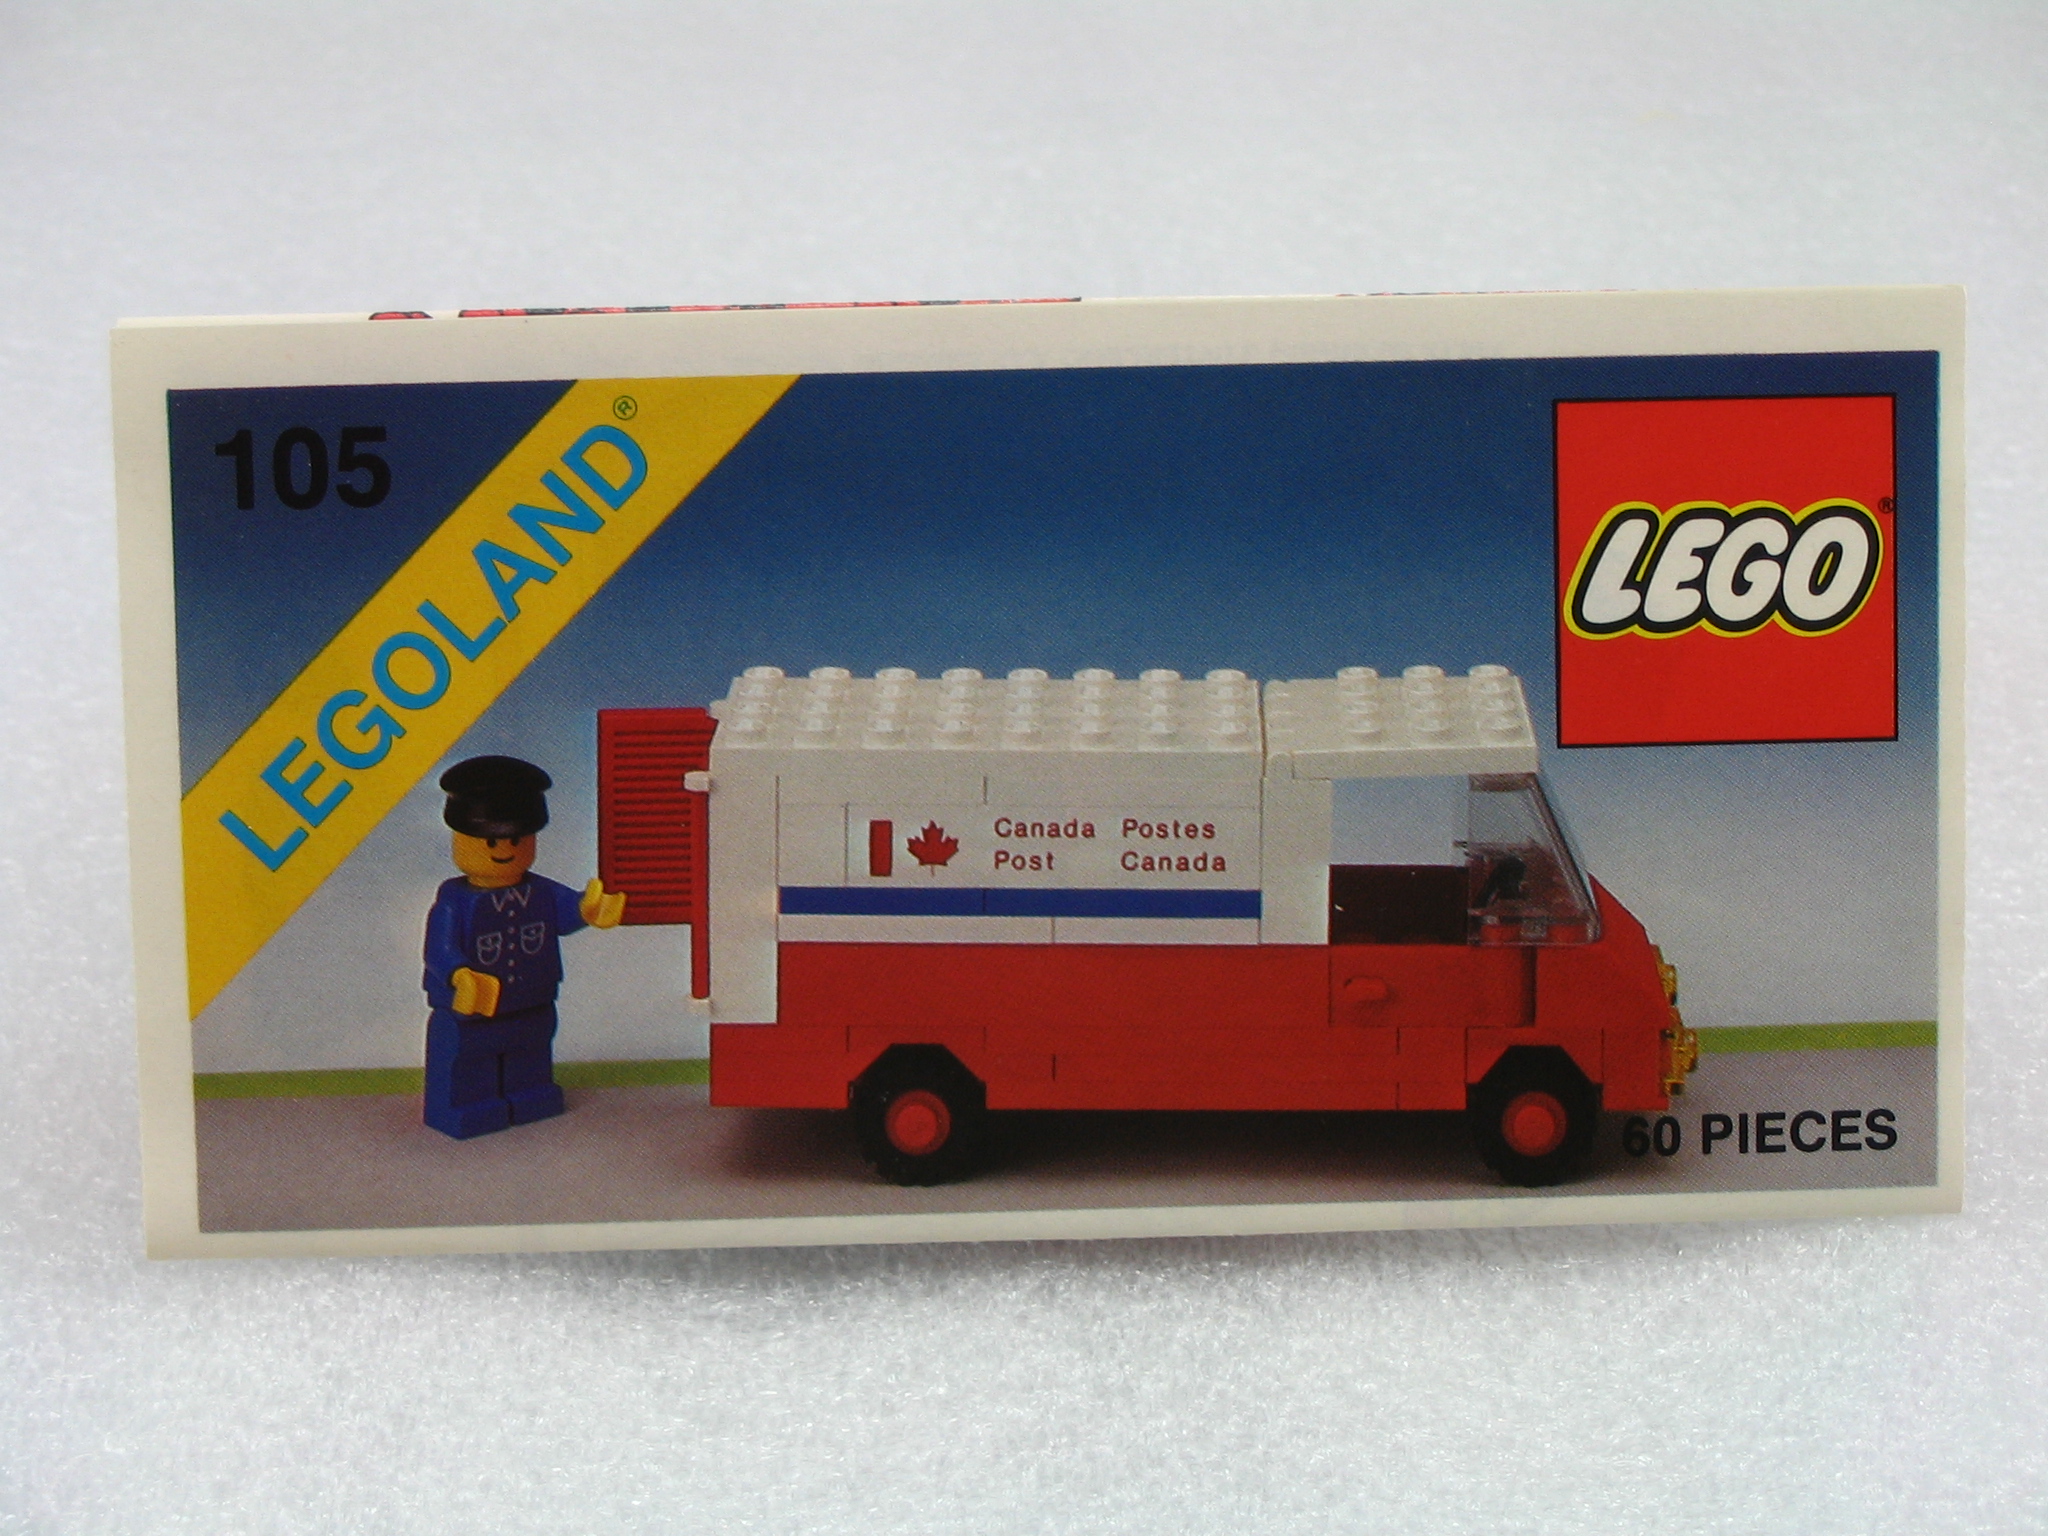 105
LEGOLAND®
LEGO®
Canada Postes
Post Canada
60 PIECES